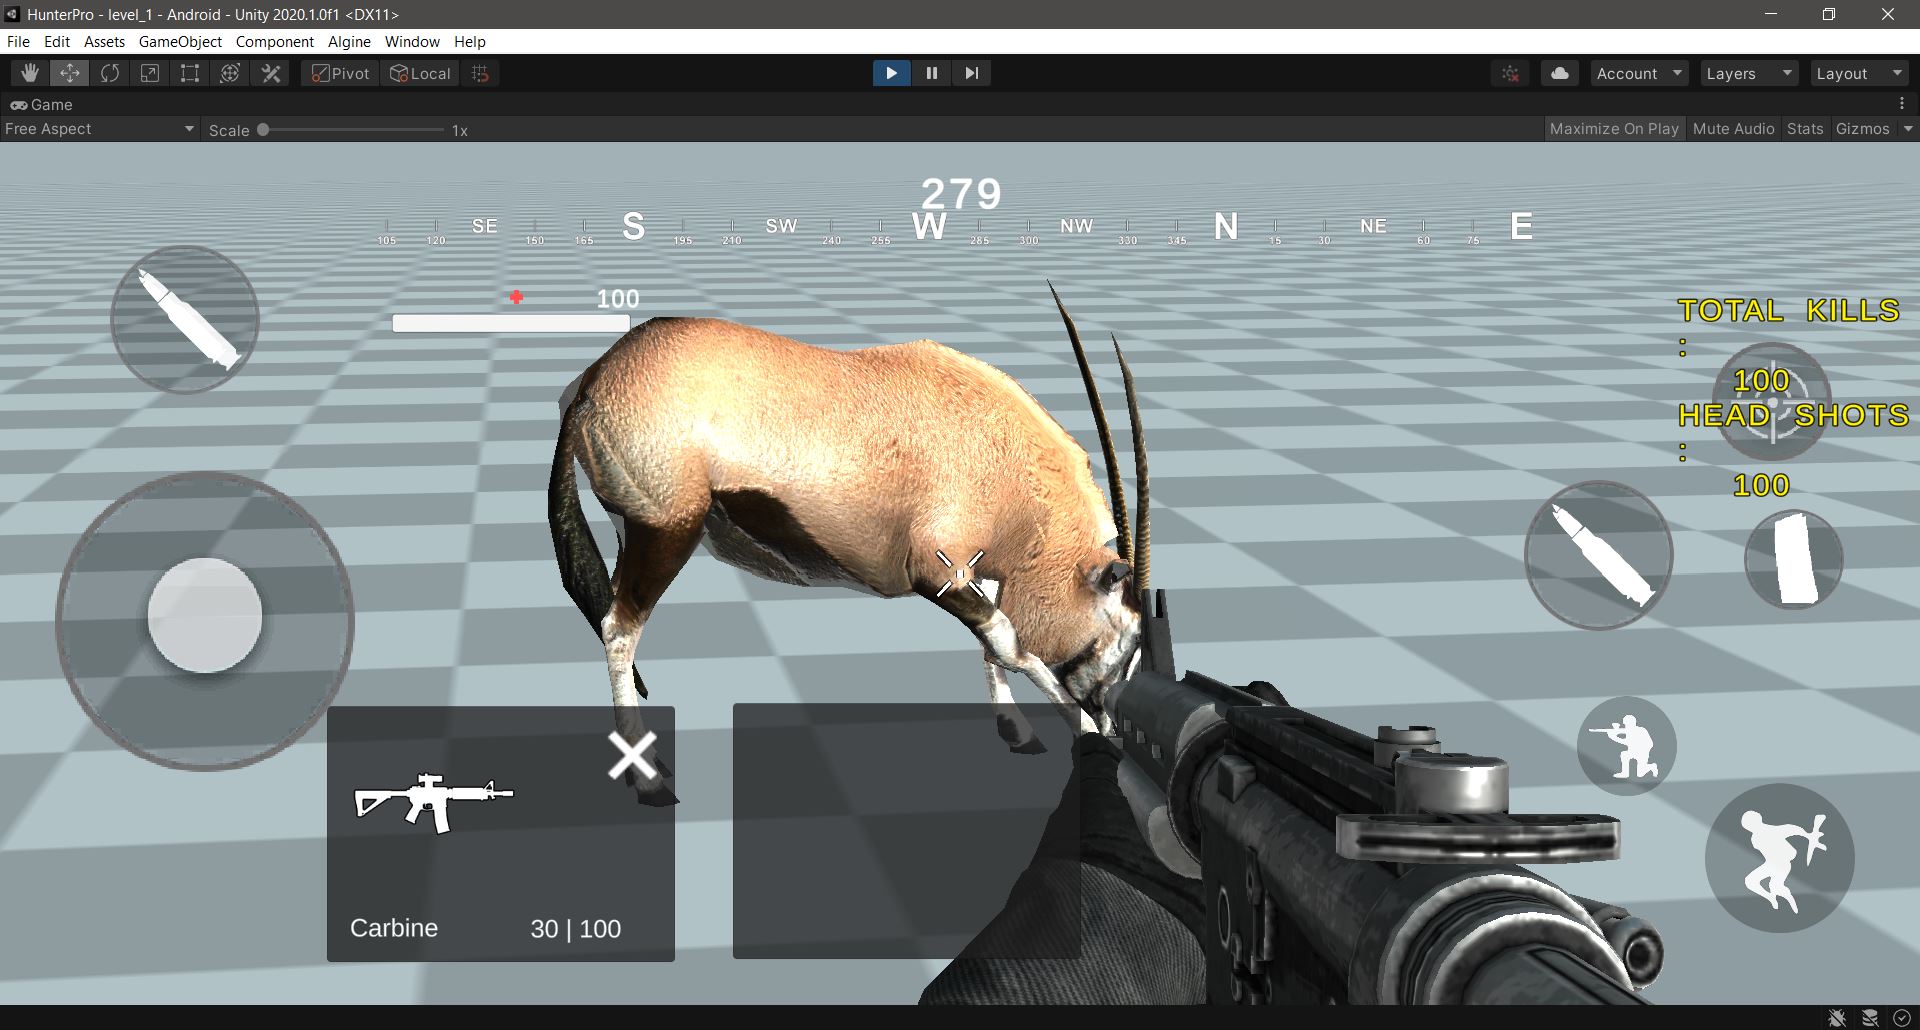 HunterPro - level_1 - Android - Unity 2020.1.0f1 <DX11>
File Edit Assets GameObject Component Algine Window Help
Pivot Local Account Layers Layout
Game
Free Aspect Scale 1x Maximize On Play Mute Audio Stats Gizmos
279
SE S SW W NW N NE E
105 120 150 165 195 210 240 255 285 300 330 345 15 30 60 75
100
TOTAL KILLS
:
100
HEAD SHOTS
:
100
Carbine 30 | 100